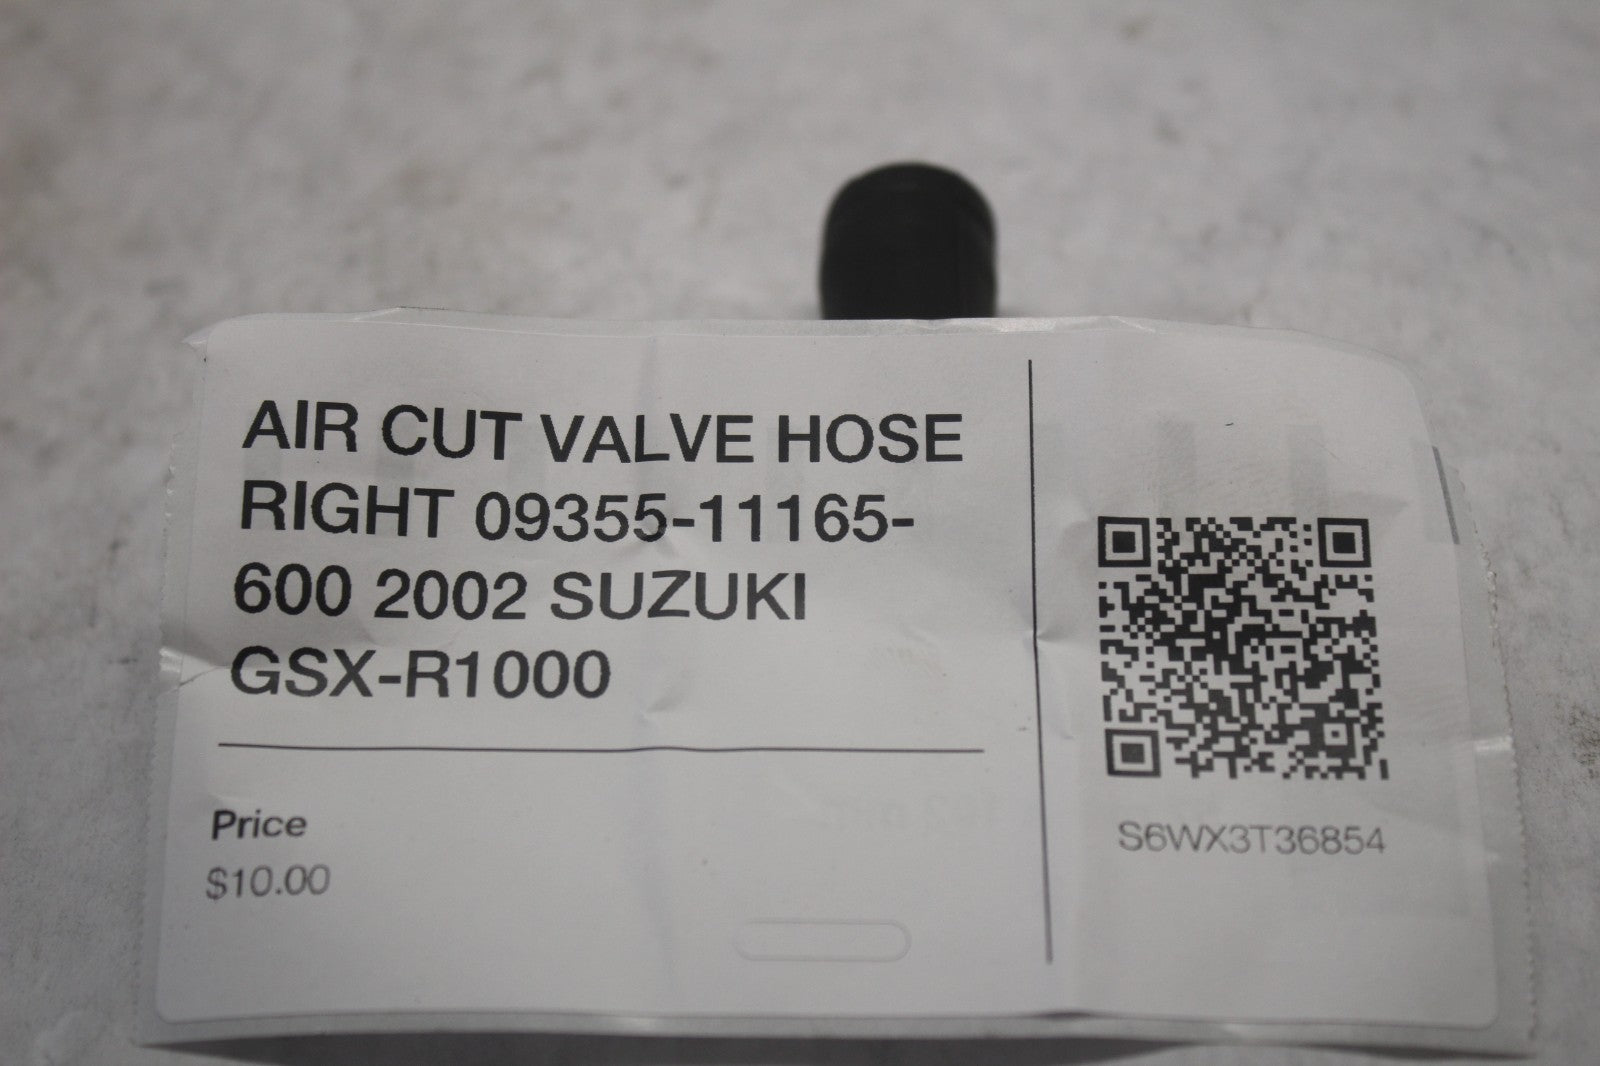 AIR CUT VALVE HOSE
RIGHT 09355-11165-
600 2002 SUZUKI
GSX-R1000
Price
$10.00
S6WX3T36854